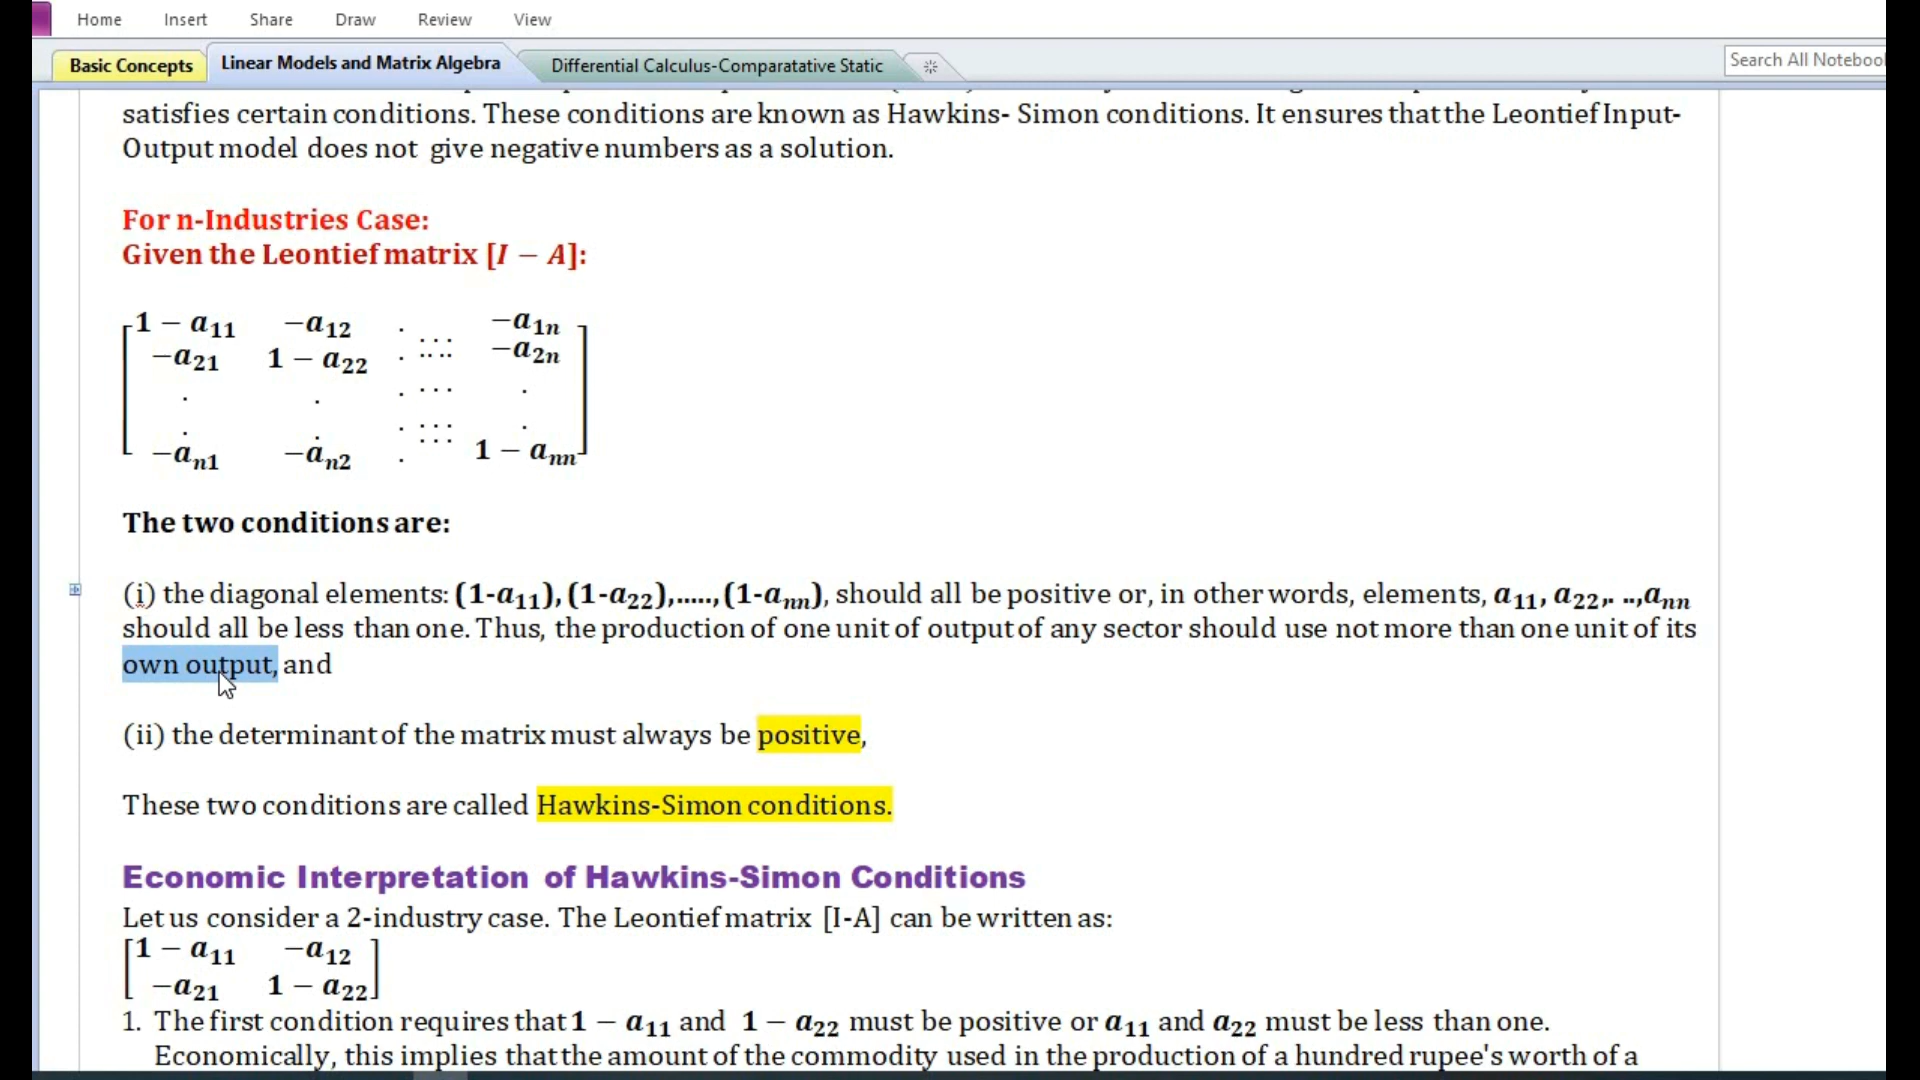 Home Insert Share Draw Review View
Basic Concepts Linear Models and Matrix Algebra Differential Calculus-Comparatative Static Search All Notebook
satisfies certain conditions. These conditions are known as Hawkins- Simon conditions. It ensures that the Leontief Input-
Output model does not give negative numbers as a solution.
For n-Industries Case:
Given the Leontief matrix [I − A]:
1 − a11 −a12 . −a1n
−a21 1 − a22 . −a2n
−an1 −an2 . 1 − ann
The two conditions are:
(i) the diagonal elements: (1-a11), (1-a22),....., (1-ann), should all be positive or, in other words, elements, a11, a22,. ..,ann
should all be less than one. Thus, the production of one unit of output of any sector should use not more than one unit of its
own output, and
(ii) the determinant of the matrix must always be positive,
These two conditions are called Hawkins-Simon conditions.
Economic Interpretation of Hawkins-Simon Conditions
Let us consider a 2-industry case. The Leontief matrix [I-A] can be written as:
1 − a11 −a12
−a21 1 − a22
1. The first condition requires that 1 − a11 and 1 − a22 must be positive or a11 and a22 must be less than one.
Economically, this implies that the amount of the commodity used in the production of a hundred rupee's worth of a